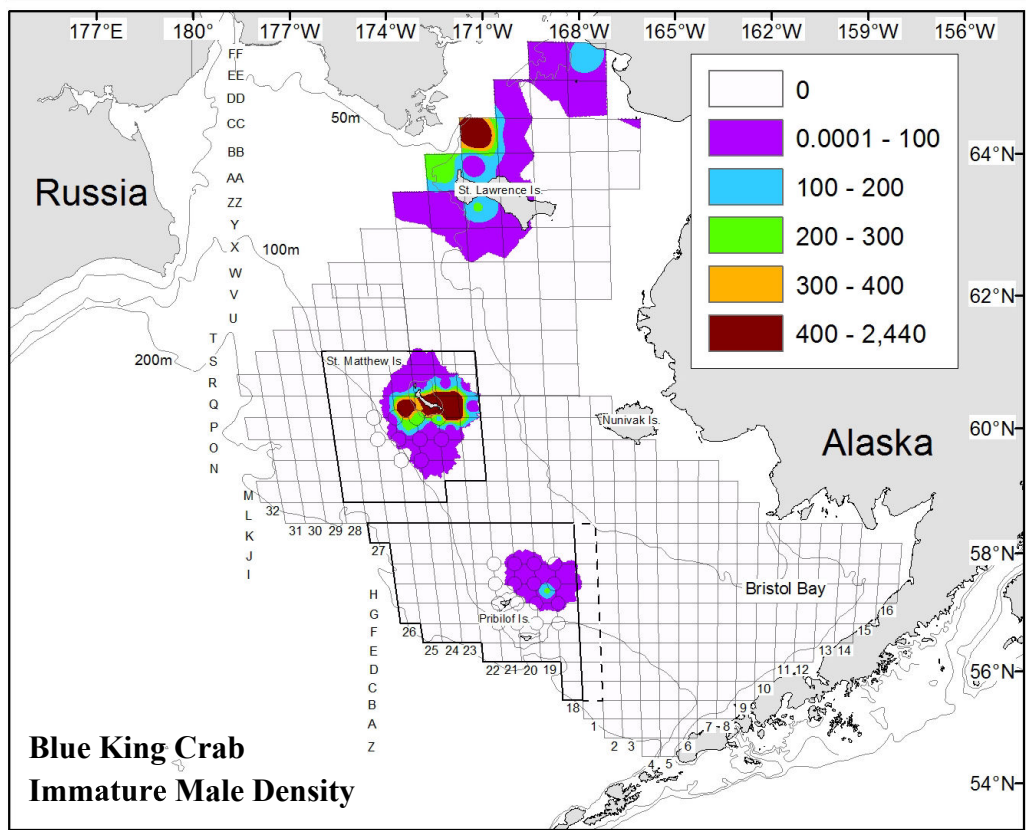 177°E 180° 177°W 174°W 171°W 168°W 165°W 162°W 159°W 156°W
FF
EE
DD
CC
BB
AA
ZZ
Y
X
W
V
U
T
S
R
Q
P
O
N
M
L
K
J
I
H
G
F
E
D
C
B
A
Z
50m
100m
200m
Russia
St. Lawrence Is.
St. Matthew Is.
Nunivak Is.
Alaska
Pribilof Is.
Bristol Bay
0
0.0001 - 100
100 - 200
200 - 300
300 - 400
400 - 2,440
64°N
62°N
60°N
58°N
56°N
54°N
32
31 30 29 28
27
26
25 24 23
22 21 20 19
18
1
2 3
4 5
6
7 8
9
10
11 12
13 14
15
16
Blue King Crab
Immature Male Density